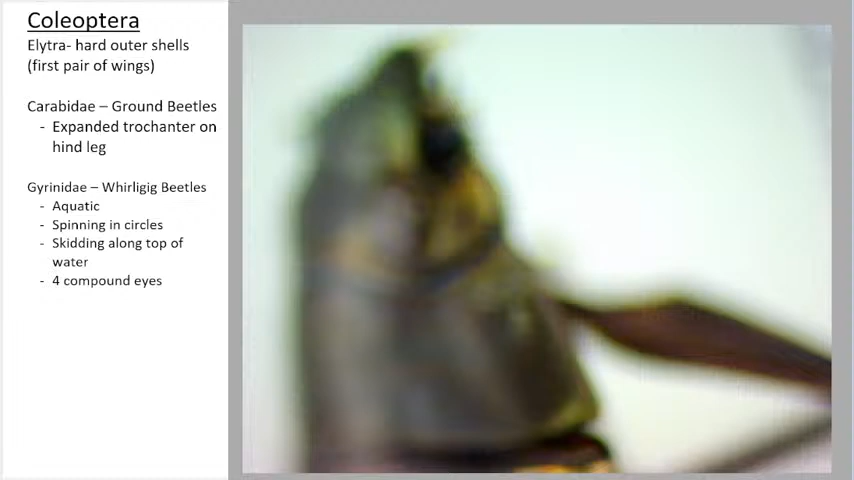 Coleoptera
Elytra- hard outer shells
(first pair of wings)
Carabidae – Ground Beetles
- Expanded trochanter on
hind leg
Gyrinidae – Whirligig Beetles
- Aquatic
- Spinning in circles
- Skidding along top of
water
- 4 compound eyes